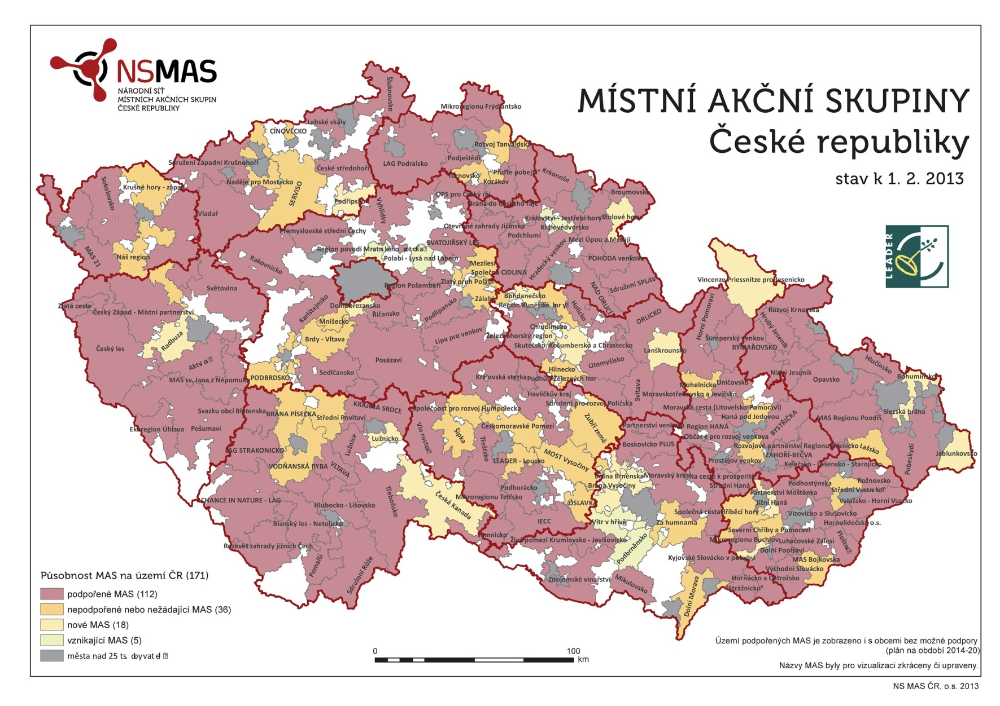 NSMAS
NÁRODNÍ SÍŤ
MÍSTNÍCH AKČNÍCH SKUPIN
ČESKÉ REPUBLIKY
MÍSTNÍ AKČNÍ SKUPINY
České republiky
stav k 1. 2. 2013
LEADER
Šluknovsko
Mikroregionu Frýdlantsko
Labské skály
CÍNOVECKO
Rozvoj Tanvaldska
Podještědí
Sdružení Západní Krušnohoří
České středohoří
LAG Podralsko
"Přiďte pobejt!"
Krkonoše
Turnovsko
Kozákov
Sokolovsko
Krušné hory - západ
Naděje pro Mostecko
SERVISO
Podřipsko
Vyhlídky
OPS pro Český ráj
Brána do Českého ráje
Broumovsko
Vladař
Království - Jestřebí hory
Stolové hory
Královédvorsko
Otevřené zahrady Jičínska
Podchlumí
Mezi Úpou a Metují
Přemyslovské střední Čechy
SVATOJIŘSKÝ LES
Polabí - Lysá nad Labem
MAS 21
Náš region
Rakovnicko
Mezilesí
Společná CIDLINA
Hradecký venkov
POHODA venkova
Zlatý pruh Polabí
Region Pošembeří
NAD ORLICÍ
Sdružení SPLAV
Vincenze Priessnitze pro Jesenicko
Světovina
Zálabí
Bohdanečsko
Zlatá cesta
Český Západ - Místní partnerství
Karlštejnsko
Dolnobřezansko
Říčansko
Podlipansko
Holicko
ORLICKO
Horní Pomoraví
Rozvoj Krnovska
Hrubý Jeseník
Mníšecko
Brdy - Vltava
Lípa pro venkov
Chrudimsko
Železnohorský region
Skutečsko, Košumbersko a Chrastecko
Radbuza
Český les
Posázaví
Litomyšlsko
Lanškrounsko
Šumperský venkov
RÝMAŘOVSKO
Hlučínsko
MAS sv. Jana z Nepomuku
PODBRDSKO
Sedlčansko
Královská stezka
Hlinecko
Podhůří Železných hor
Nízký Jeseník
Opavsko
Bohumínsko
Mohelnicko
Uničovsko
Moravskotřebovsko a Jevíčsko
Svitava
Havlíčkův kraj
Sdružení pro rozvoj Poličska
Svazku obcí Blatenska
BRÁNA PÍSECKA
Střední Povltaví
KRAJINA SRDCE
Společnost pro rozvoj Humpolecka
Moravská cesta (Litovelsko-Pomoraví)
Haná pod Jedovou
BYSTŘIČKA
MAS Regionu Poodří
Slezská brána
Ekoregion Úhlava
Pošumaví
Českomoravské Pomezí
Zubří země
Partnerství venkova
Region HANÁ
Občané pro rozvoj venkova
Lužnice
Lužnicko
Šipka
Třešťsko
Boskovicko PLUS
Rozvojové partnerství Regionu Hranicko
Lašsko
Jablunkovsko
LAG STRAKONICKO
VODŇANSKÁ RYBA
VLTAVA
LEADER - Loucko
MOST Vysočiny
ZÁHOŘÍ-BEČVA
Prostějov venkov
Kelečsko - Lešensko - Starojicko
Pobeskydí
Brána Brněnska
Moravský kras
Na cestě k prosperitě
Brána Vysočiny
Střední Haná
Podhostýnska
Rožnovsko
Podhorácko
Mikroregionu Telčsko
Partnerství Moštěnka
Jižní Haná
Valašsko - Horní Vsacko
CHANCE IN NATURE - LAG
Hlubocko - Lišovsko
Třeboňsko
Česká Kanada
OSLAVKA
Společná cesta
Hříběcí hory
Vizovicko a Slušovicko
Hornolidečska o.s.
Blanský les - Netolicko
IECC
Vítr v hřívě
Za humnama
Severní Chřiby a Pomoraví
Jemnicko
Živé pomezí Krumlovsko - Jevišovicko
Podbrněnsko
Mikroregionu Buchlov
Luhačovské Zálesí
Rozkvět zahrady jižních Čech
Dolní Poolšaví
Kyjovské Slovácko v pohybu
MAS Bojkovska
Východní Slovácko
Pomalší
Sdružení Růže
Znojemské vinařství
Mikulovsko
Dolní Morava
Horňácko a Ostrožsko
"Strážnicko"
Působnost MAS na území ČR (171)
podpořené MAS (112)
nepodpořené nebo nežádající MAS (36)
nové MAS (18)
vznikající MAS (5)
města nad 25
0 100
km
Území podpořených MAS je zobrazeno i s obcemi bez možné podpory
(plán na období 2014-20)
Názvy MAS byly pro vizualizaci zkráceny či upraveny.
NS MAS ČR, o.s. 2013